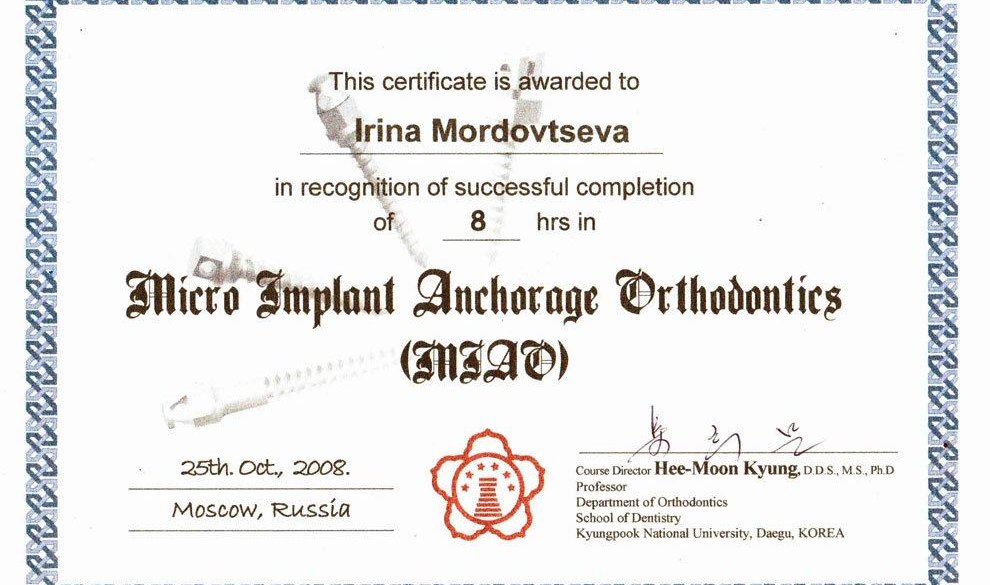 This certificate is awarded to
Irina Mordovtseva
in recognition of successful completion
of 8 hrs in
Micro Implant Anchorage Orthodontics
(MIAO)
25th. Oct., 2008.
Moscow, Russia
Course Director Hee-Moon Kyung, D.D.S., M.S., Ph.D
Professor
Department of Orthodontics
School of Dentistry
Kyungpook National University, Daegu, KOREA